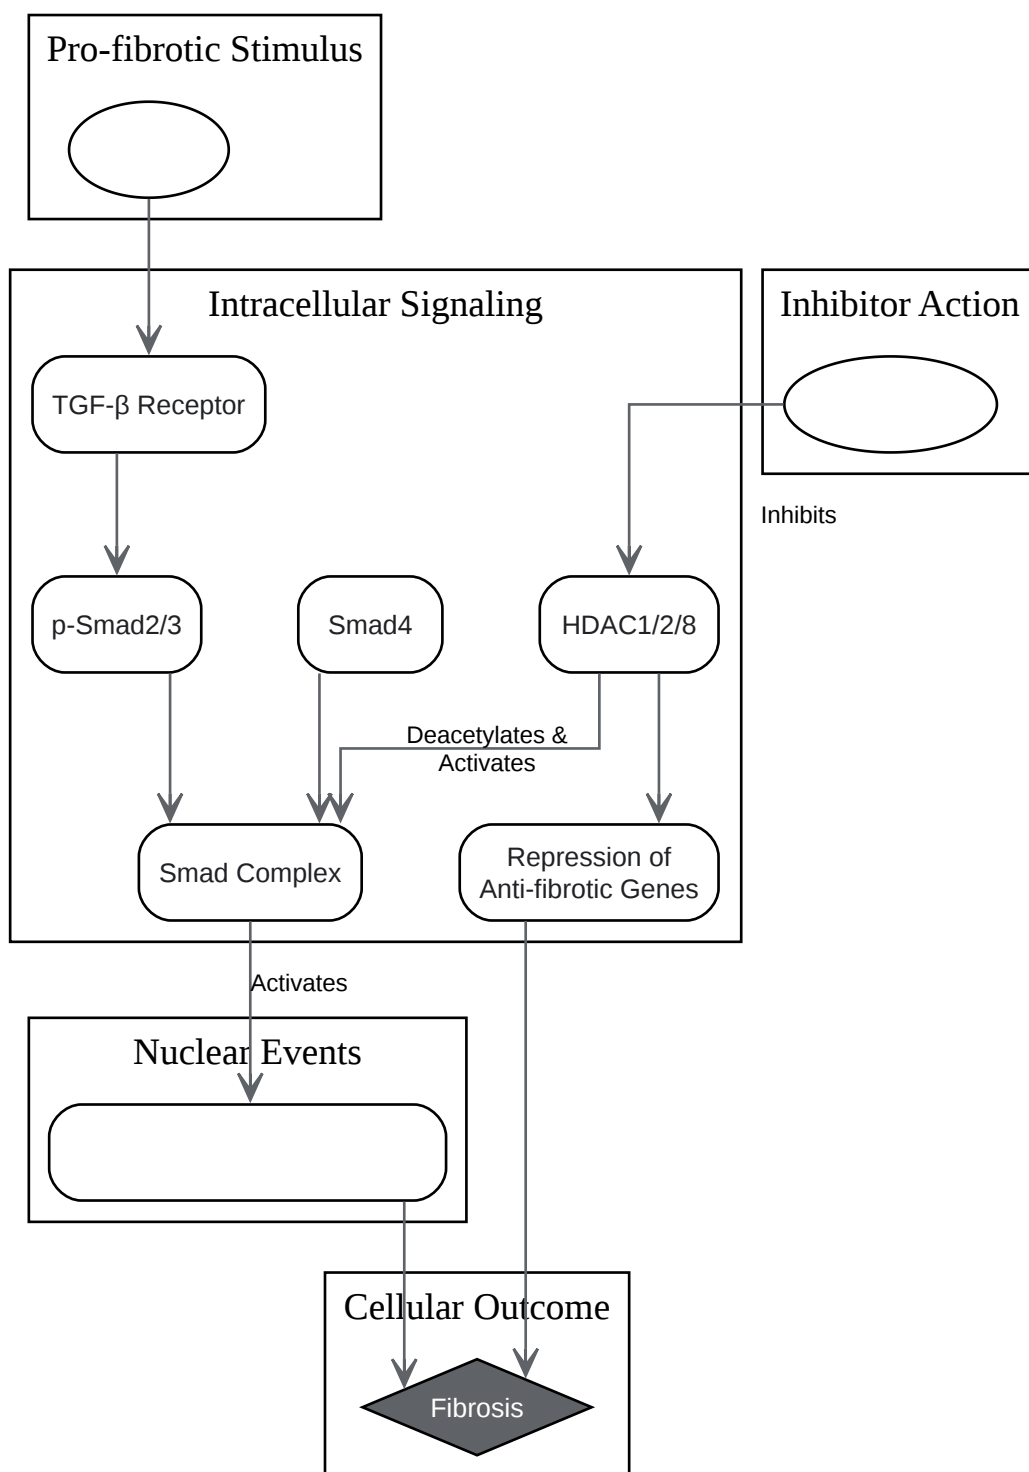 Pro-fibrotic Stimulus
Intracellular Signaling
Inhibitor Action
TGF-β Receptor
Inhibits
p-Smad2/3
Smad4
HDAC1/2/8
Deacetylates &
Activates
Smad Complex
Repression of
Anti-fibrotic Genes
Activates
Nuclear Events
Cellular Outcome
Fibrosis